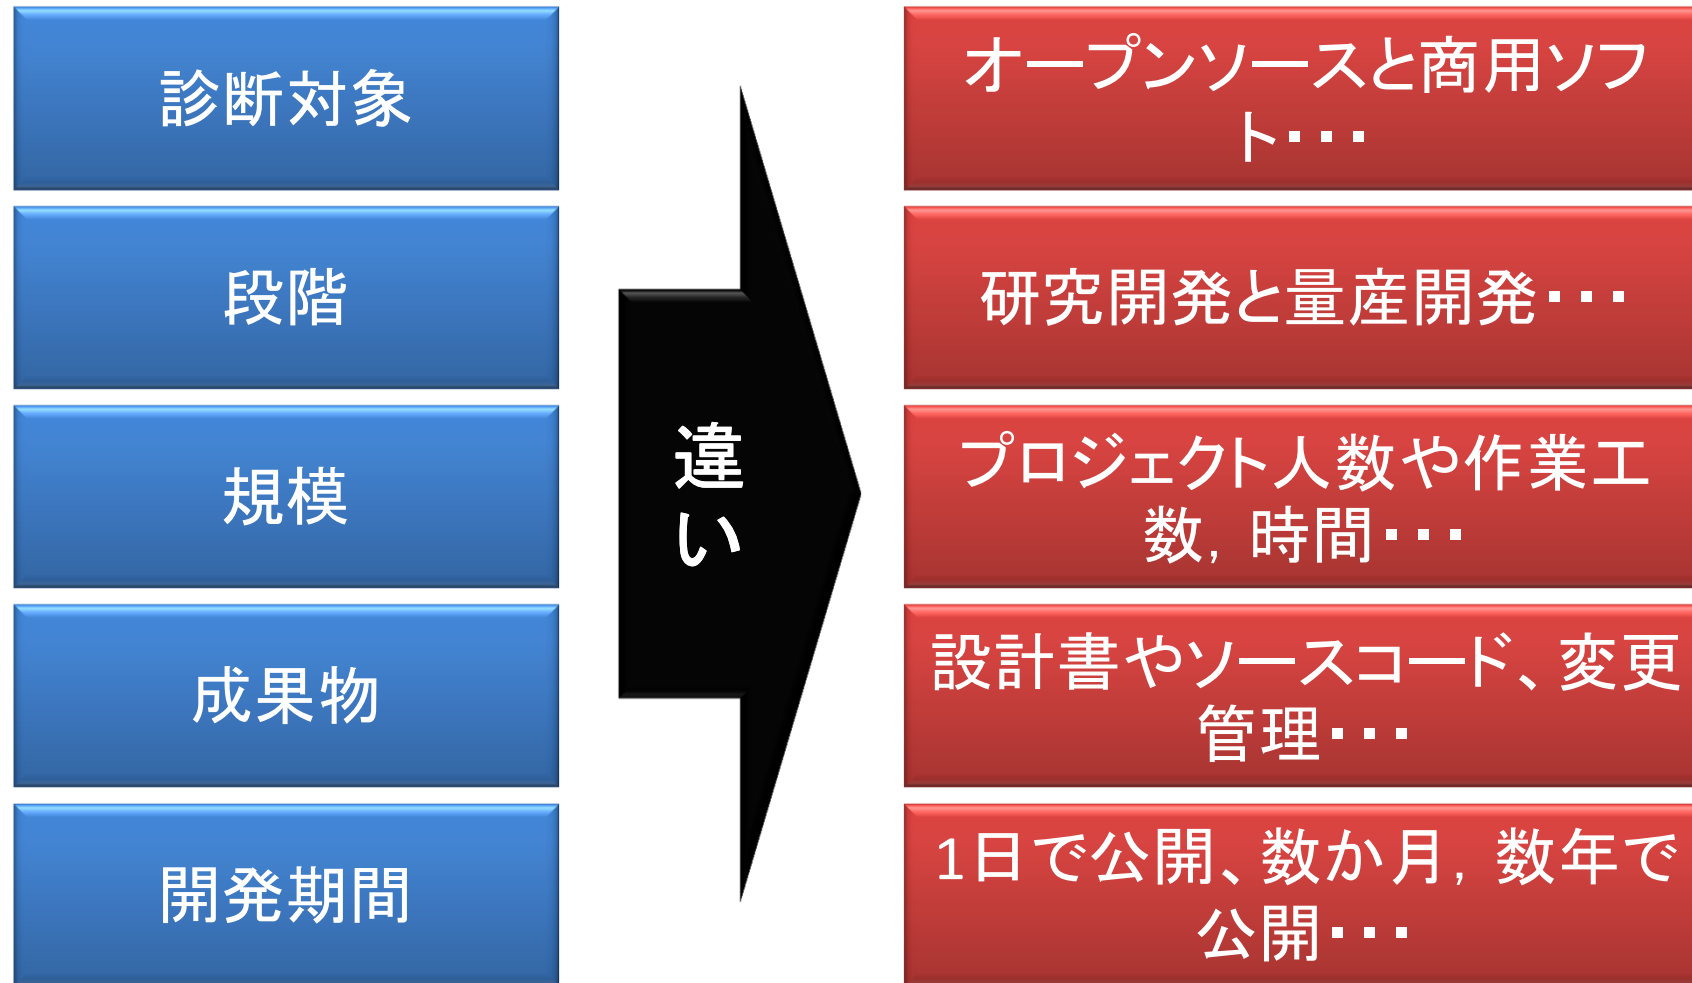 診断対象
段階
規模
成果物
開発期間
違
い
オープンソースと商用ソフ
ト・・・
研究開発と量産開発・・・
プロジェクト人数や作業工
数，時間・・・
設計書やソースコード、変更
管理・・・
1日で公開、数か月，数年で
公開・・・